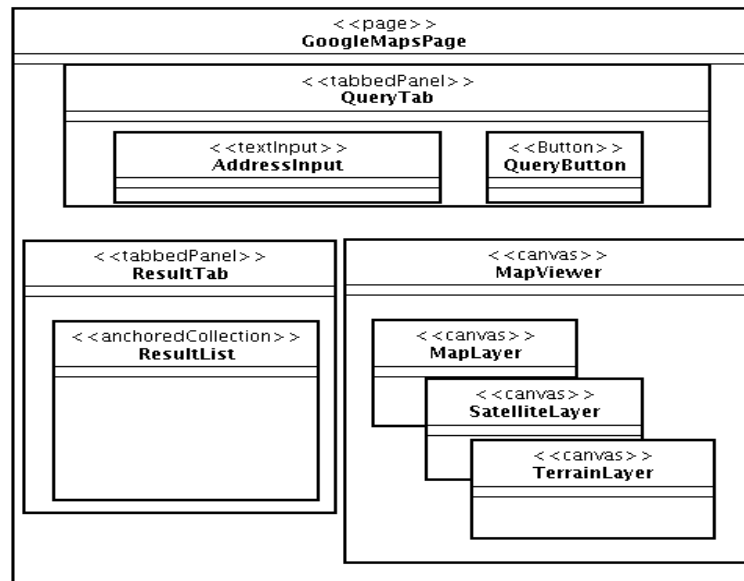 < <page> >
GoogleMapsPage
< <tabbedPanel> >
QueryTab
< <textInput> >
AddressInput
< <Button> >
QueryButton
< <tabbedPanel> >
ResultTab
< <anchoredCollection> >
ResultList
< <canvas> >
MapViewer
< <canvas> >
MapLayer
< <canvas> >
SatelliteLayer
< <canvas> >
TerrainLayer